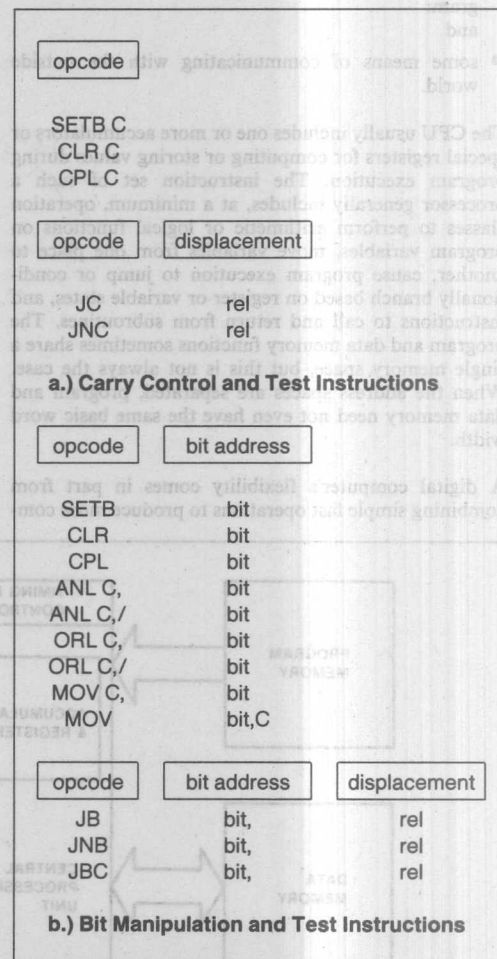 opcode
SETB C
CLR C
CPL C
opcode displacement
JC rel
JNC rel
a.) Carry Control and Test Instructions
opcode bit address
SETB bit
CLR bit
CPL bit
ANL C, bit
ANL C,/ bit
ORL C, bit
ORL C,/ bit
MOV C, bit
MOV bit,C
opcode bit address displacement
JB bit, rel
JNB bit, rel
JBC bit, rel
b.) Bit Manipulation and Test Instructions